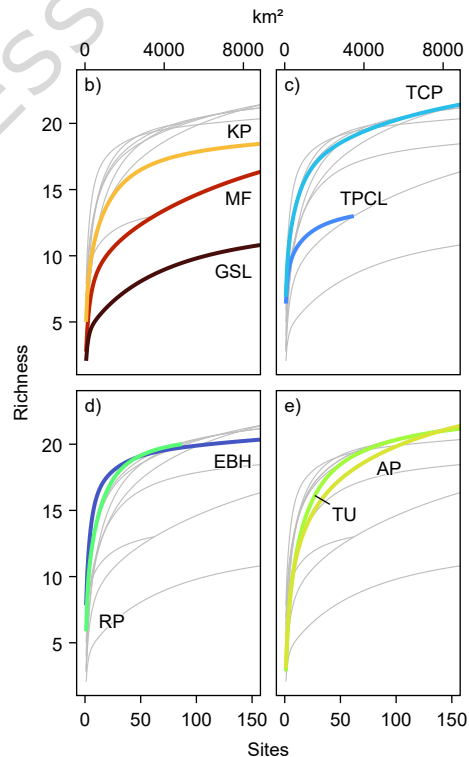 ESS
km²
0 4000 8000 0 4000 8000
b) c)
TCP
20
KP
15
MF
TPCL
10
GSL
5
Richness
d) e)
20
EBH
AP
15
TU
10
RP
5
0 50 100 150 0 50 100 150
Sites